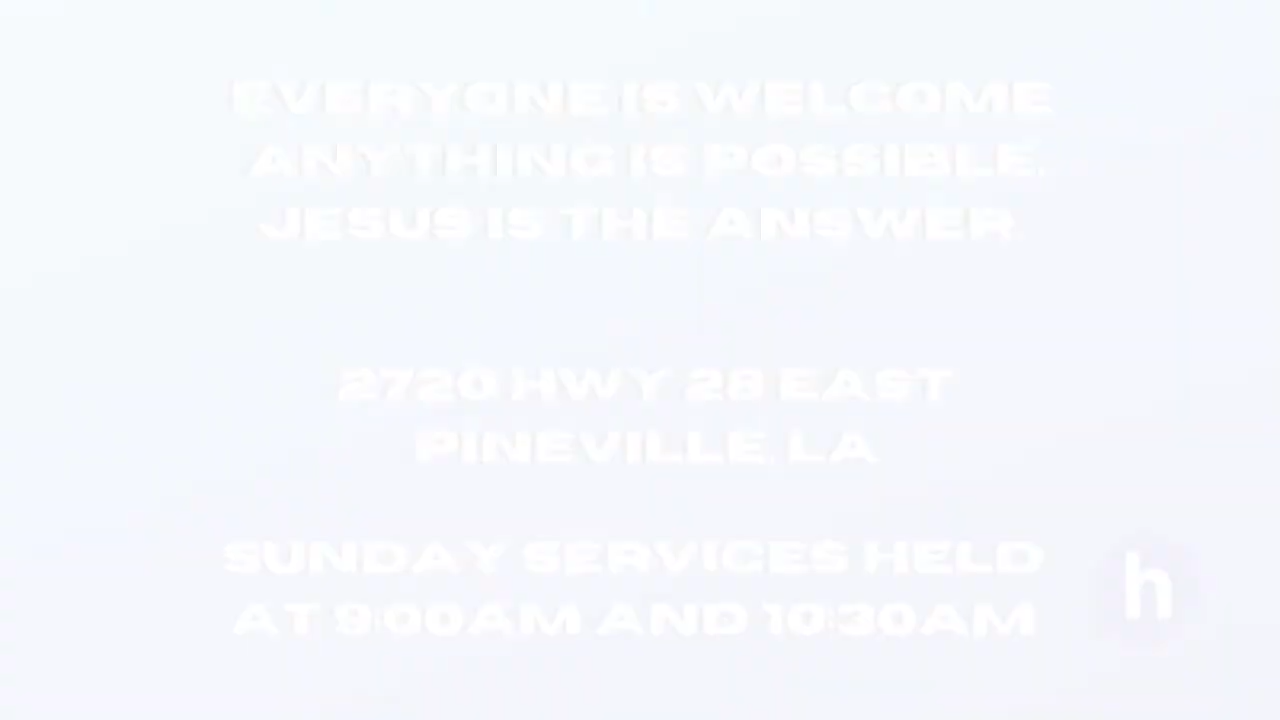 EVERYONE IS WELCOME
ANYTHING IS POSSIBLE.
JESUS IS THE ANSWER
2720 HWY 28 EAST
PINEVILLE, LA
SUNDAY SERVICES HELD
AT 9:00AM AND 10:30AM
h